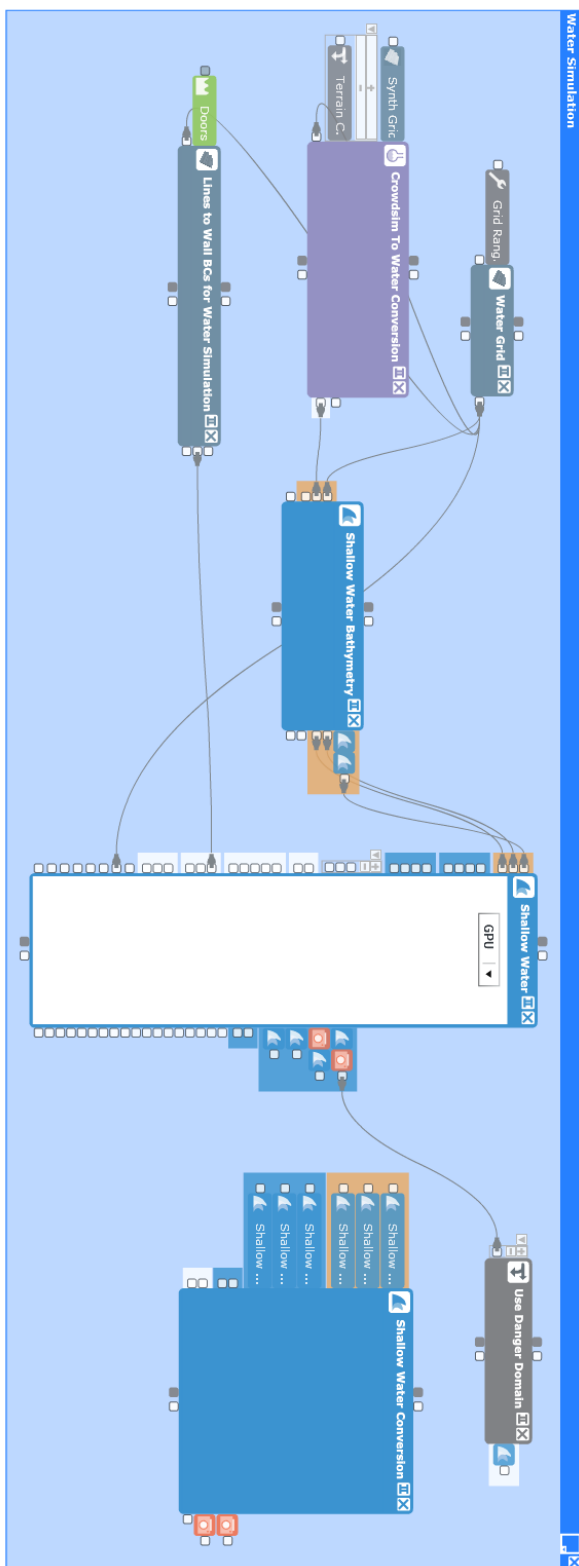 Water Simulation
Grid Rang.
Water Grid
Synth Gric
+
–
Terrain C.
Crowdsim To Water Conversion
Doors
Lines to Wall BCs for Water Simulation
Shallow Water Bathymetry
Shallow Water
GPU
Use Danger Domain
Shallow ...
Shallow ...
Shallow ...
Shallow ...
Shallow ...
Shallow ...
Shallow Water Conversion